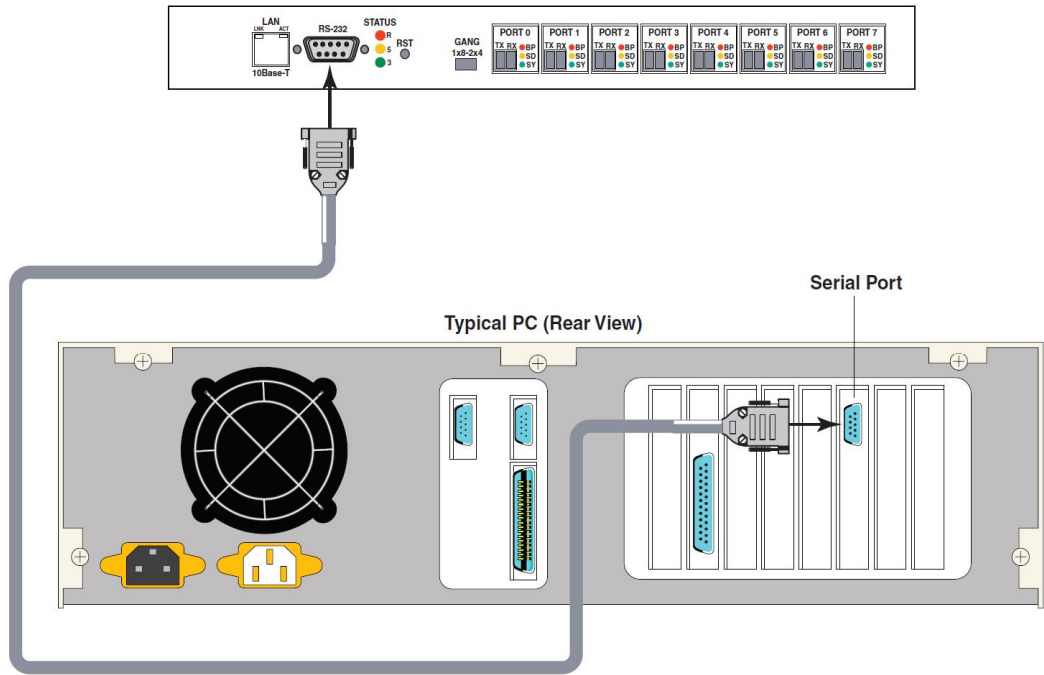 LAN
LNK ACT
10Base-T
RS-232
STATUS
R
5
3
RST
GANG
1x8-2x4
PORT 0
TX RX
BP
SD
SY
PORT 1
TX RX
BP
SD
SY
PORT 2
TX RX
BP
SD
SY
PORT 3
TX RX
BP
SD
SY
PORT 4
TX RX
BP
SD
SY
PORT 5
TX RX
BP
SD
SY
PORT 6
TX RX
BP
SD
SY
PORT 7
TX RX
BP
SD
SY
Serial Port
Typical PC (Rear View)